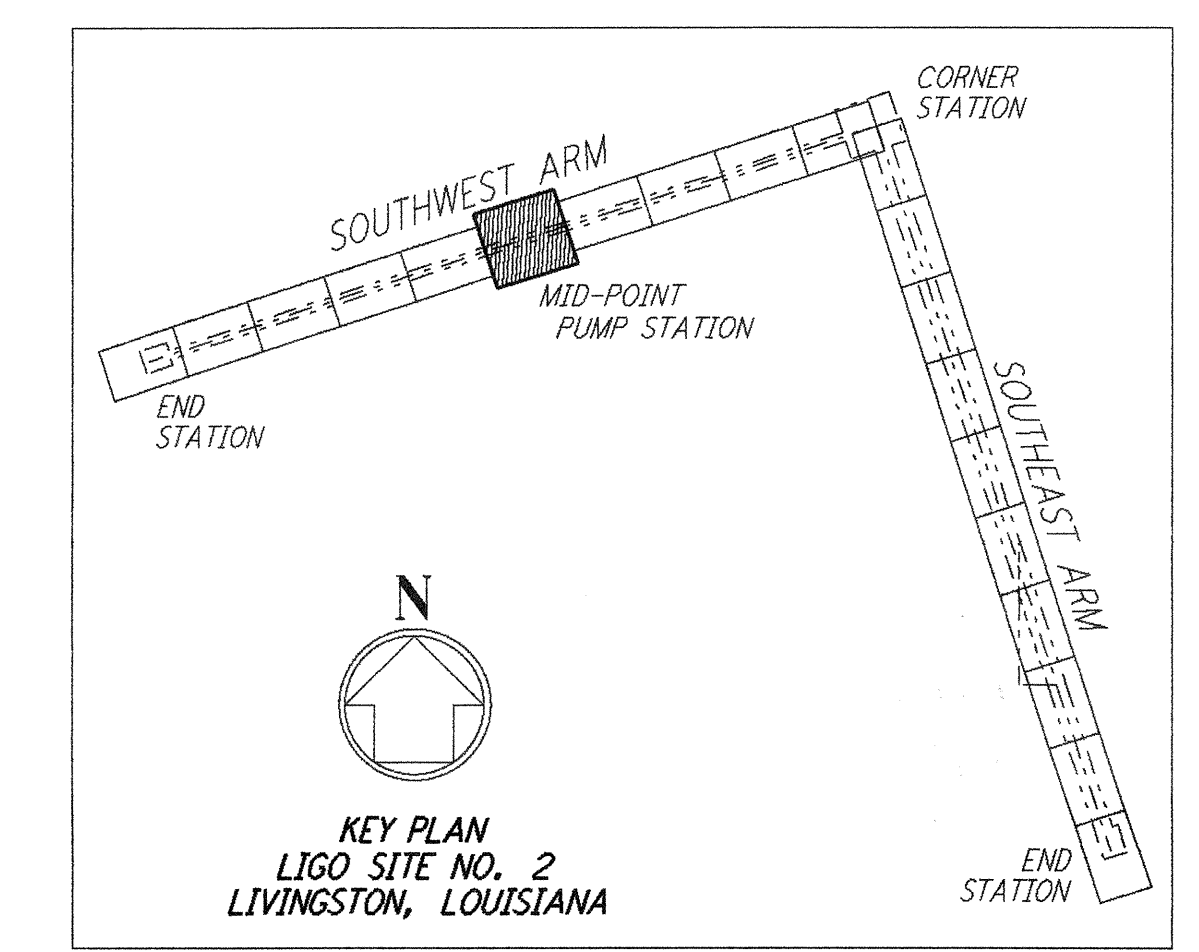 CORNER
STATION
SOUTHWEST ARM
MID-POINT
PUMP STATION
END
STATION
SOUTHEAST ARM
N
KEY PLAN
LIGO SITE NO. 2
LIVINGSTON, LOUISIANA
END
STATION